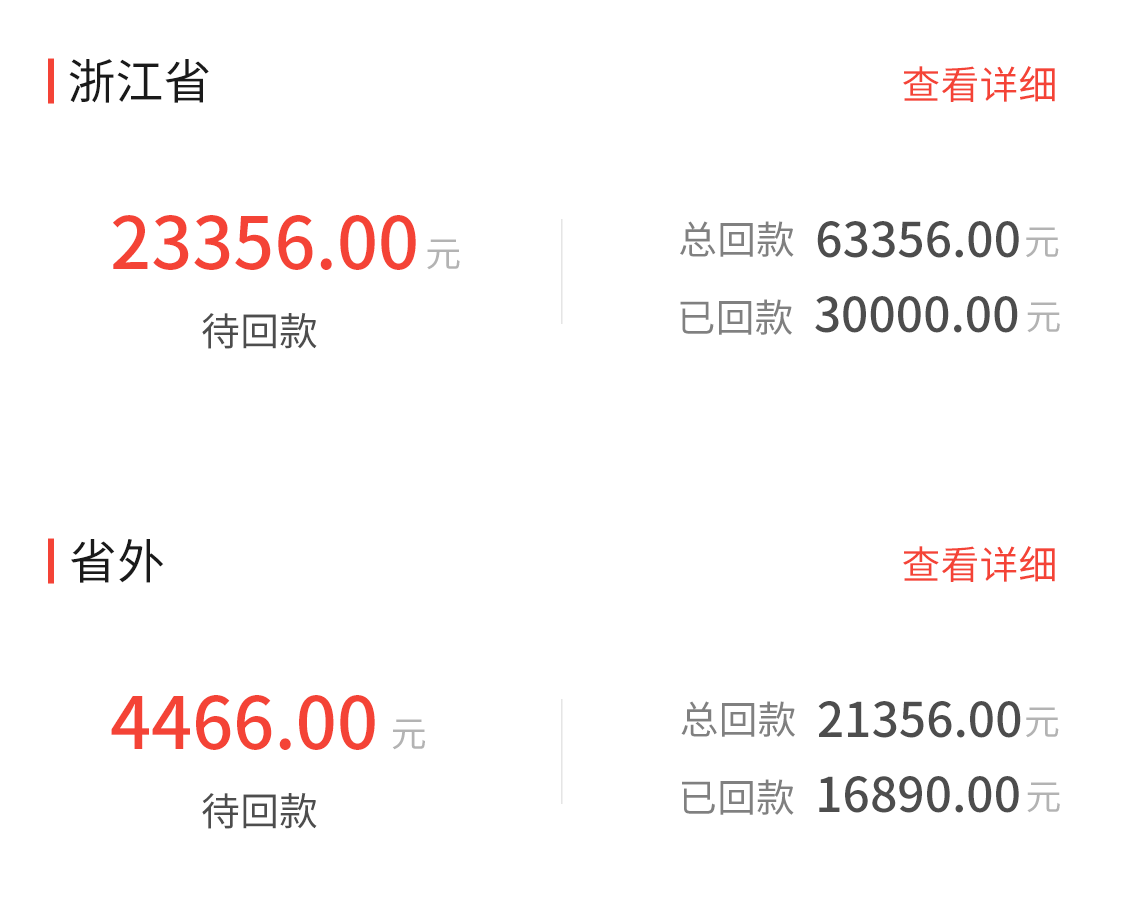 浙江省 查看详细
23356.00 元
待回款
总回款 63356.00 元
已回款 30000.00 元
省外 查看详细
4466.00 元
待回款
总回款 21356.00 元
已回款 16890.00 元